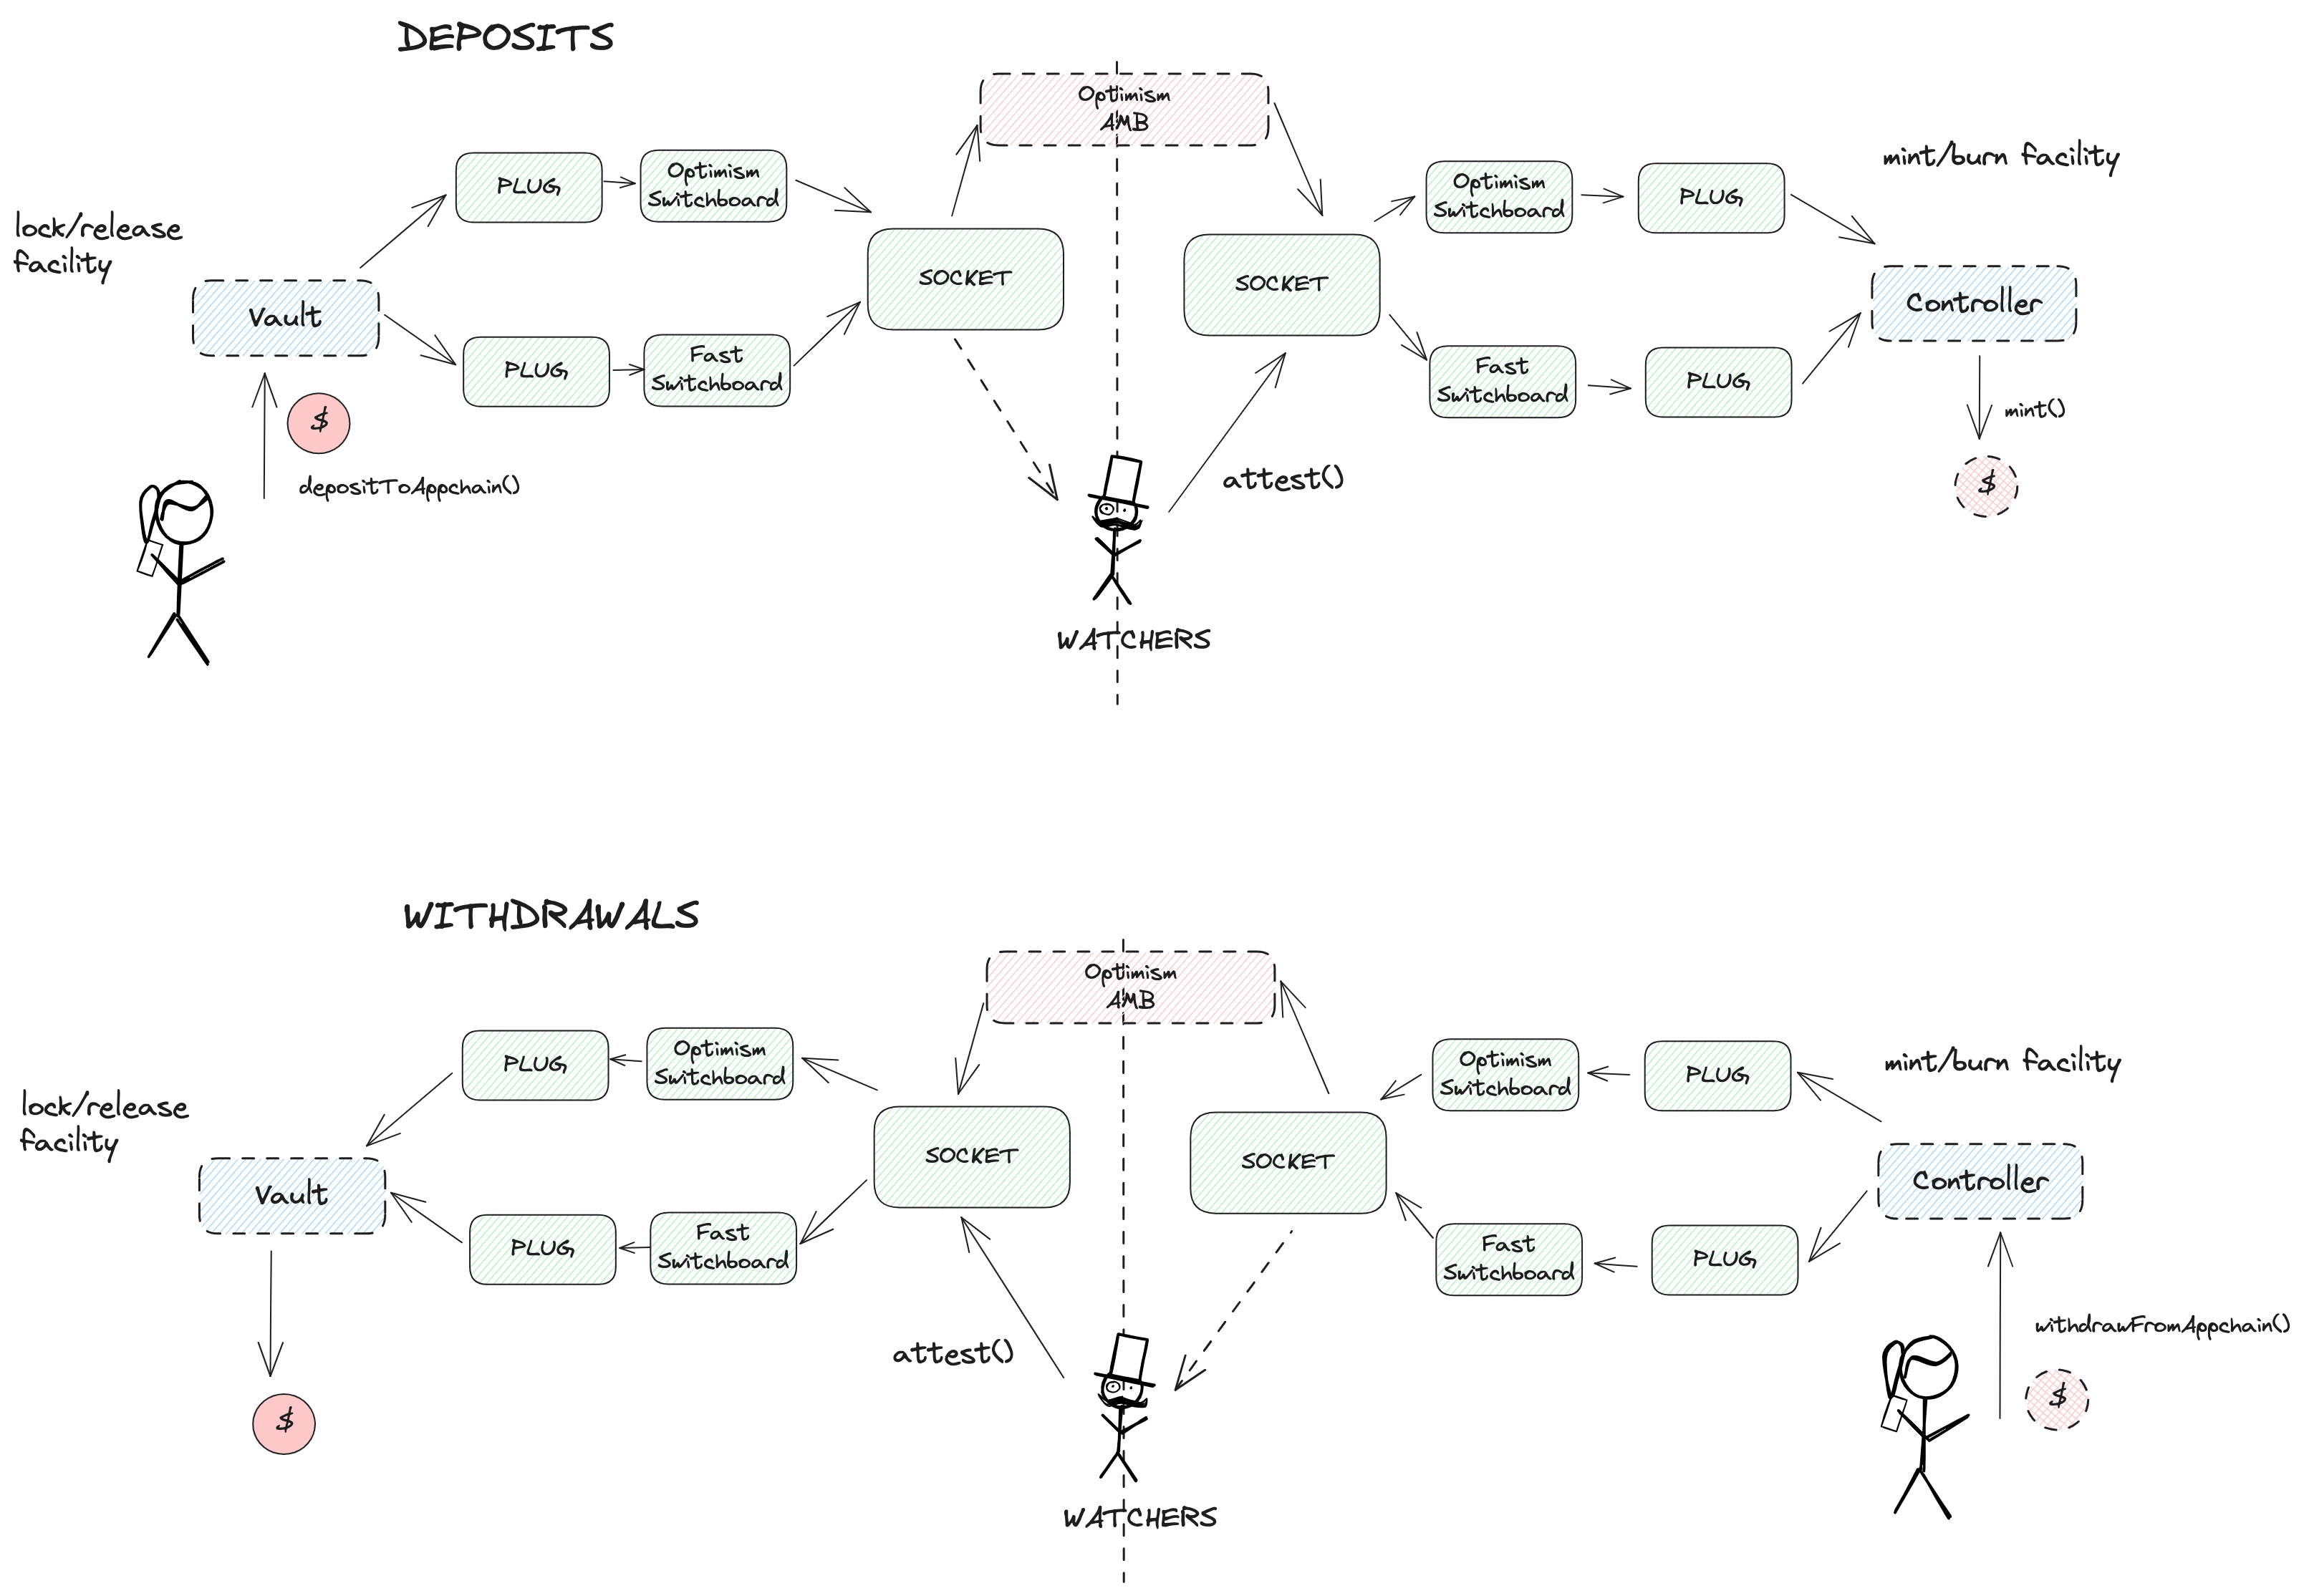 DEPOSITS
Optimism
AMB
mint/burn facility
PLUG
Optimism
Switchboard
Optimism
Switchboard
PLUG
lock/release
facility
SOCKET
SOCKET
Vault
Controller
PLUG
Fast
Switchboard
Fast
Switchboard
PLUG
$
mint()
depositToAppchain()
attest()
$
WATCHERS
WITHDRAWALS
Optimism
AMB
PLUG
Optimism
Switchboard
Optimism
Switchboard
PLUG
mint/burn facility
lock/release
facility
SOCKET
SOCKET
Vault
Controller
PLUG
Fast
Switchboard
Fast
Switchboard
PLUG
withdrawFromAppchain()
attest()
$
$
WATCHERS